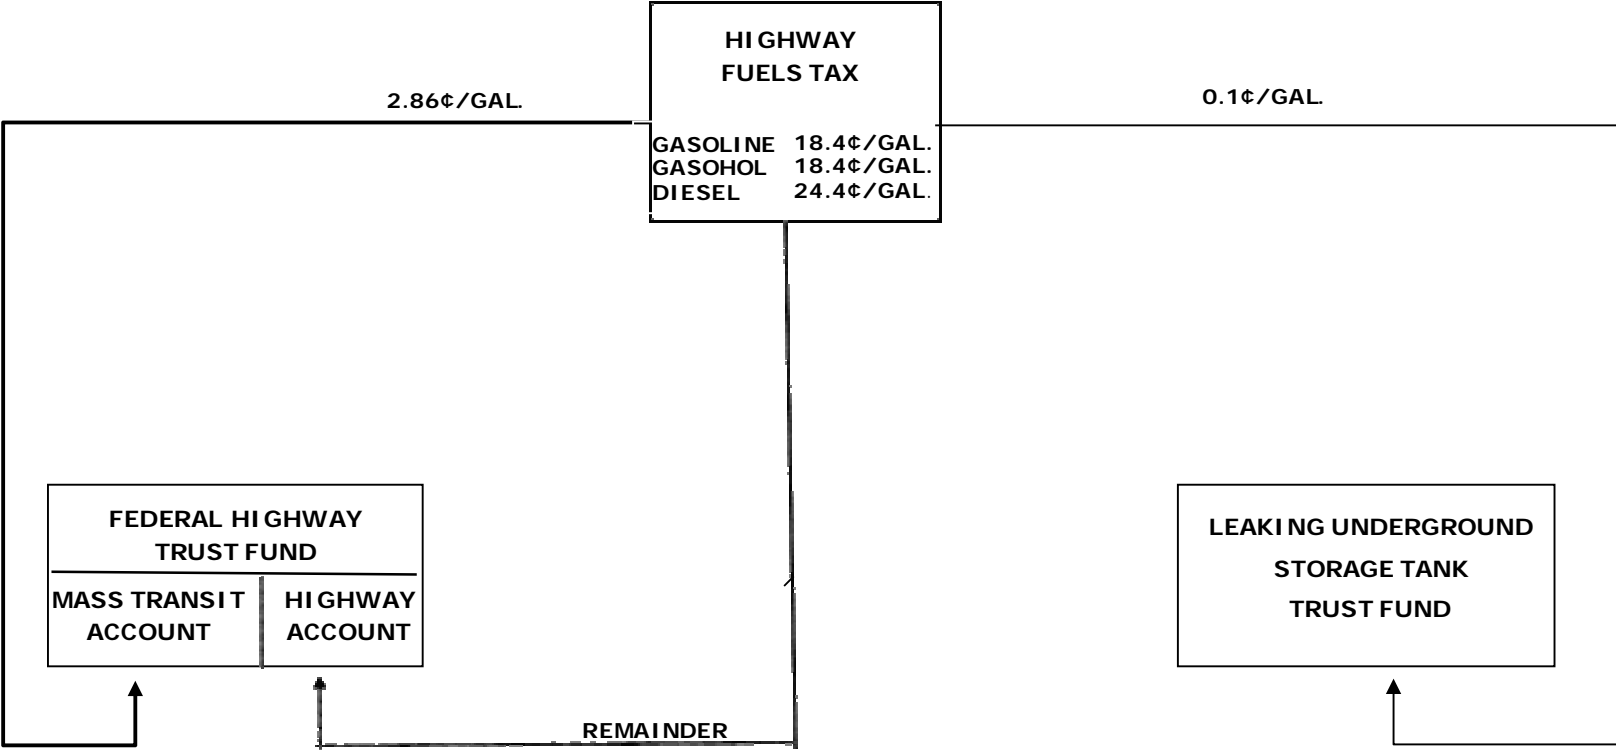 HIGHWAY
FUELS TAX
2.86¢/GAL.
0.1¢/GAL.
GASOLINE 18.4¢/GAL.
GASOHOL 18.4¢/GAL.
DIESEL 24.4¢/GAL.
FEDERAL HIGHWAY
TRUST FUND
MASS TRANSIT
ACCOUNT
HIGHWAY
ACCOUNT
LEAKING UNDERGROUND
STORAGE TANK
TRUST FUND
REMAINDER